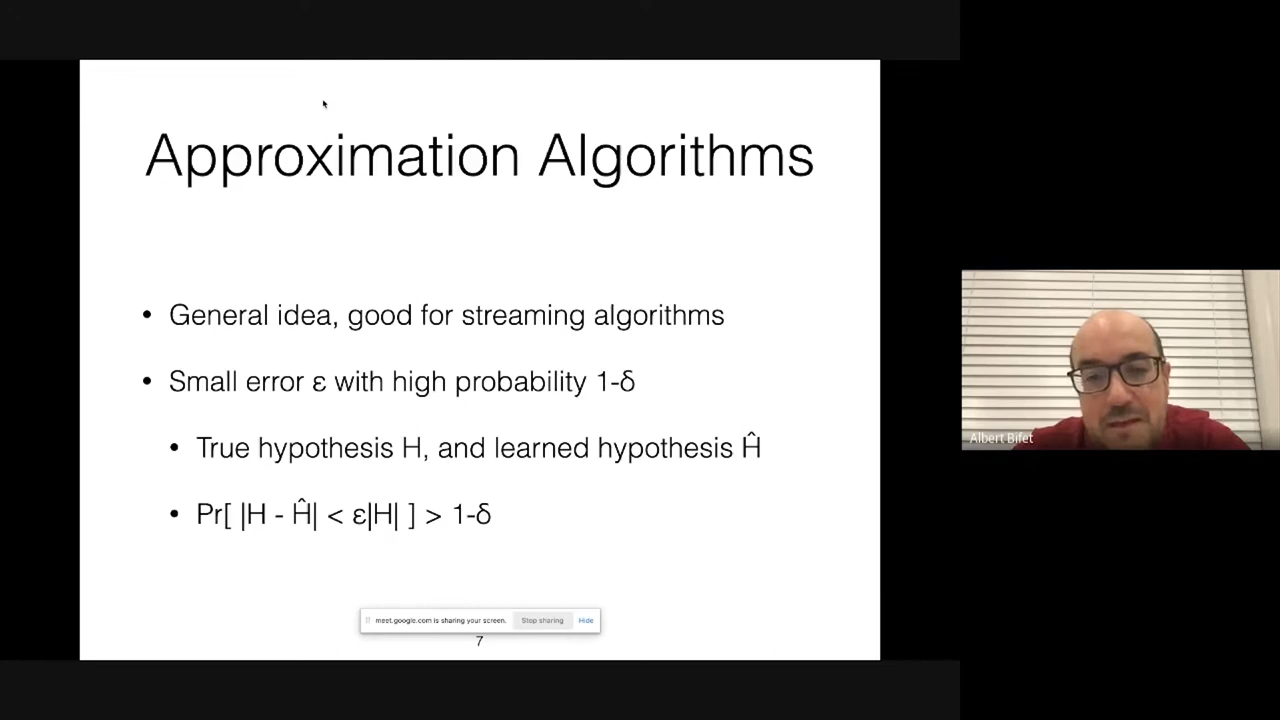 Approximation Algorithms
• General idea, good for streaming algorithms
• Small error ε with high probability 1-δ
• True hypothesis H, and learned hypothesis Ĥ
• Pr[ |H - Ĥ| < ε|H| ] > 1-δ
meet.google.com is sharing your screen. Stop sharing Hide
7
Albert Bifet